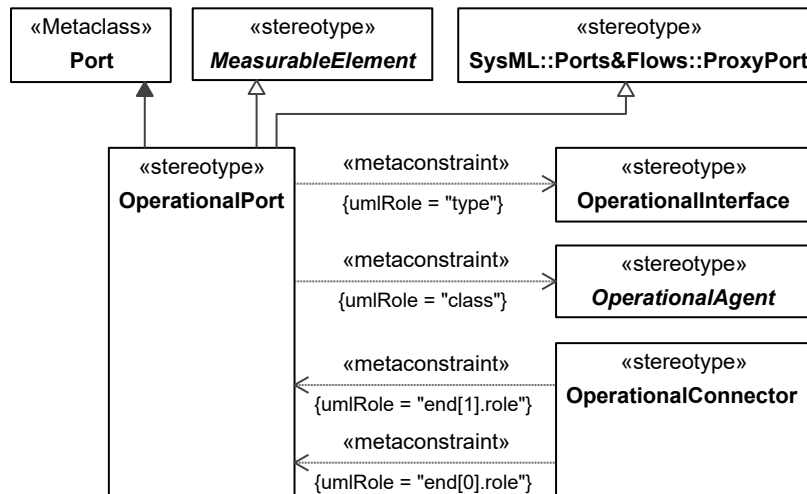 «Metaclass»
Port
«stereotype»
MeasurableElement
«stereotype»
SysML::Ports&Flows::ProxyPort
«stereotype»
OperationalPort
«metaconstraint»
{umlRole = "type"}
«stereotype»
OperationalInterface
«metaconstraint»
{umlRole = "class"}
«stereotype»
OperationalAgent
«metaconstraint»
{umlRole = "end[1].role"}
«stereotype»
OperationalConnector
«metaconstraint»
{umlRole = "end[0].role"}